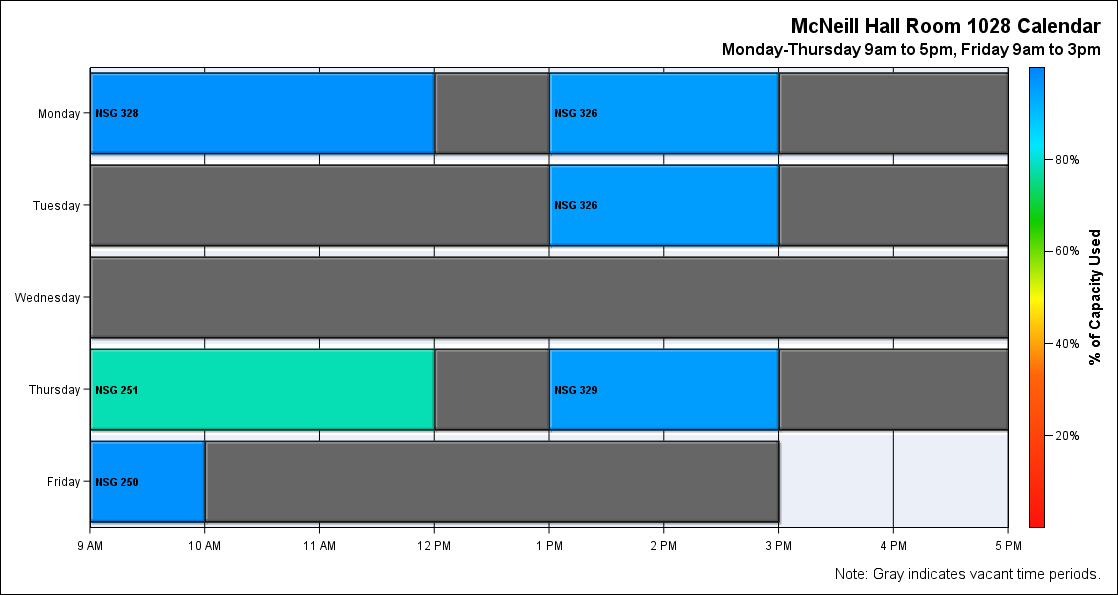 McNeill Hall Room 1028 Calendar
Monday-Thursday 9am to 5pm, Friday 9am to 3pm
Monday
NSG 328
NSG 326
Tuesday
NSG 326
Wednesday
Thursday
NSG 251
NSG 329
Friday
NSG 250
9 AM 10 AM 11 AM 12 PM 1 PM 2 PM 3 PM 4 PM 5 PM
80%
60%
40%
20%
% of Capacity Used
Note: Gray indicates vacant time periods.